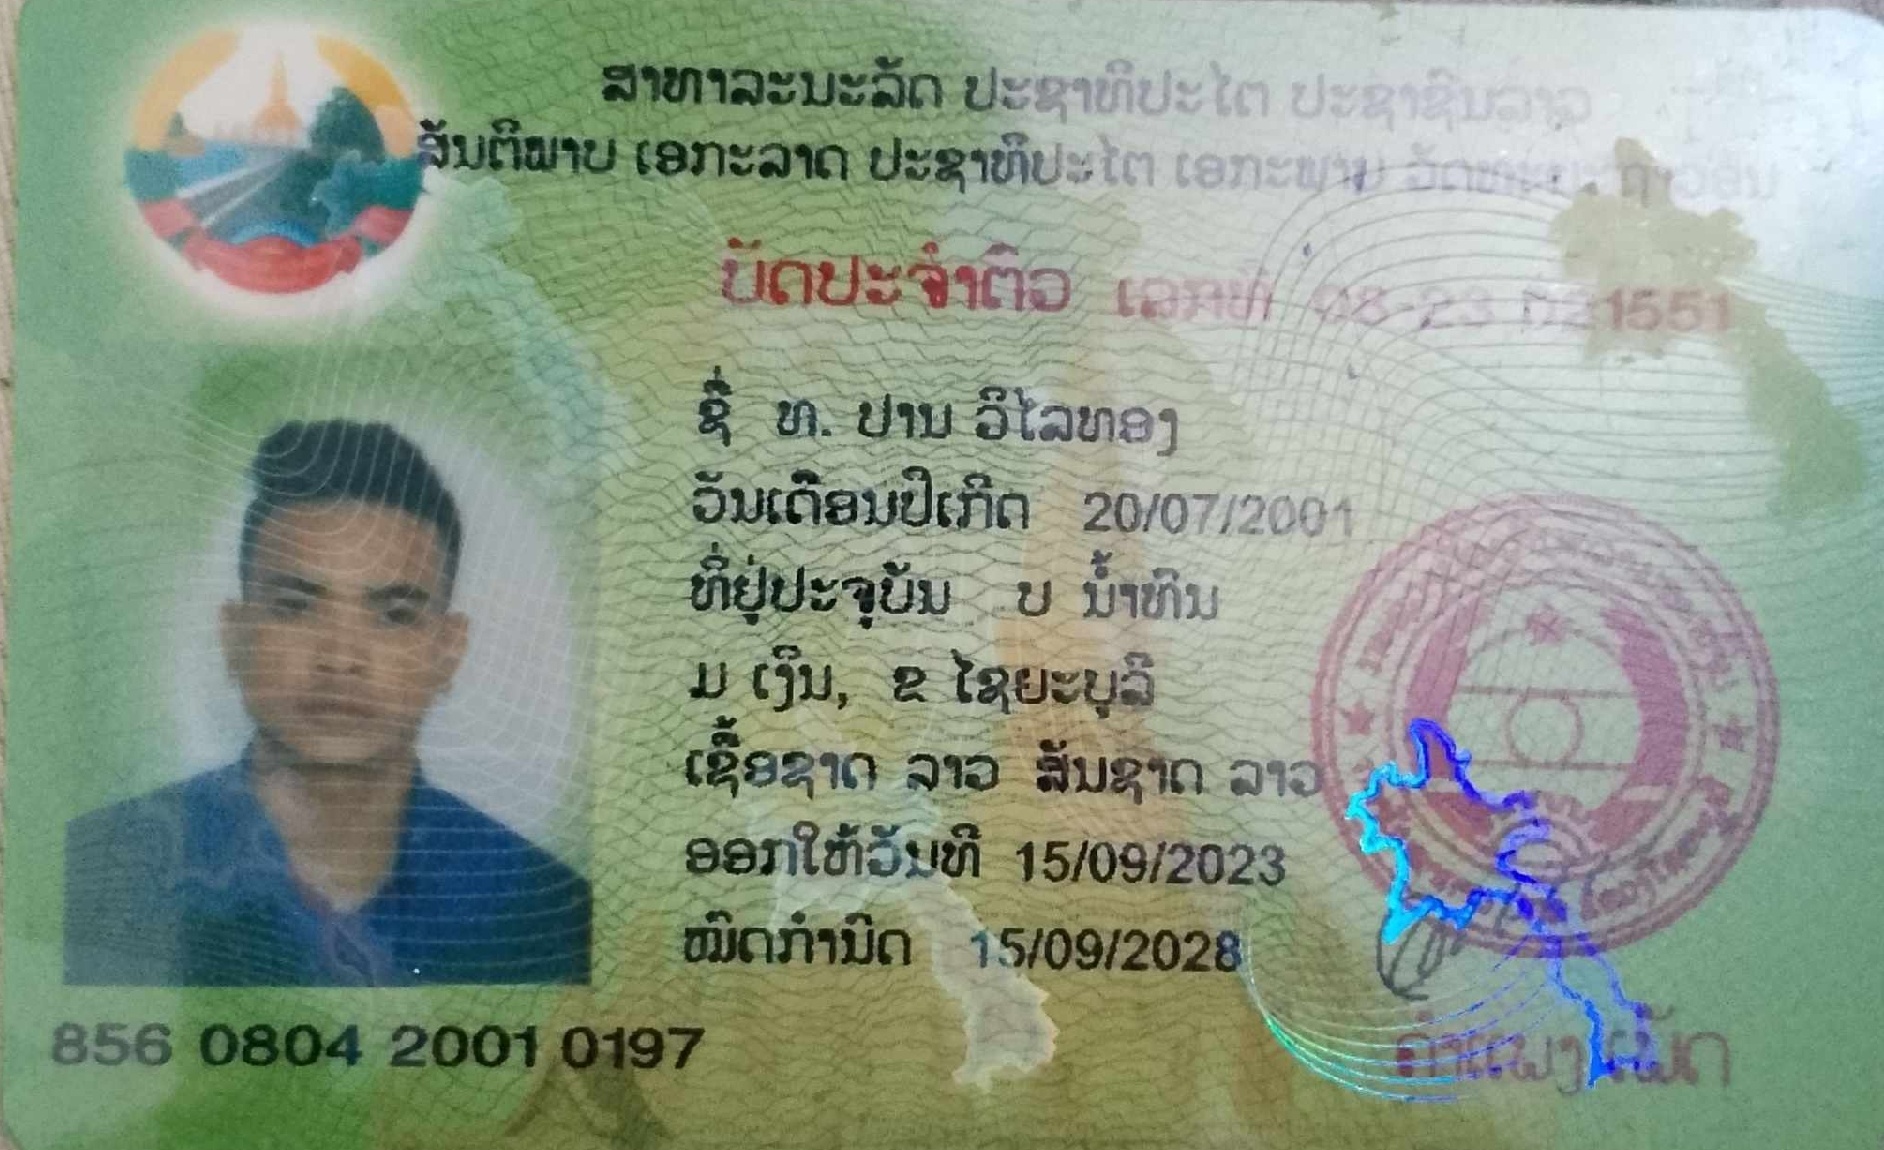 ສາທາລະນະລັດ ປະຊາທິປະໄຕ ປະຊາຊົນລາວ
ສັນຕິພາບ ເອກະລາດ ປະຊາທິປະໄຕ ເອກະພາບ ວັດທະນະຖາວອນ
ບັດປະຈຳຕົວ ເລກທີ 08-23 021551
ຊື່ ທ. ປານ ວິໄລທອງ
ວັນເດືອນປີເກີດ 20/07/2001
ທີ່ຢູ່ປະຈຸບັນ ບ ນ້ຳທົນ
ມ ເງິນ, ຂ ໄຊຍະບູລີ
ເຊື້ອຊາດ ລາວ ສັນຊາດ ລາວ
ອອກໃຫ້ວັນທີ 15/09/2023
ໝົດກຳນົດ 15/09/2028
856 0804 2001 0197
ຄຳແພງ ເພັດ